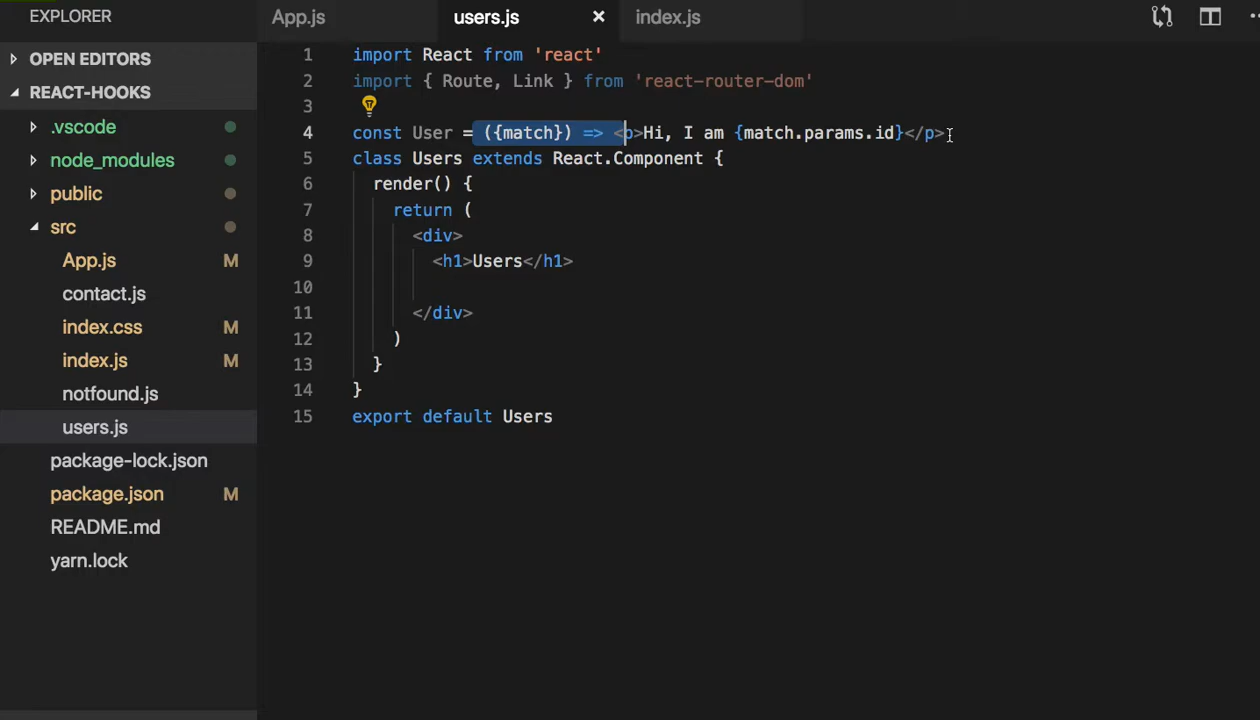 EXPLORER
OPEN EDITORS
REACT-HOOKS
.vscode
node_modules
public
src
App.js M
contact.js
index.css M
index.js M
notfound.js
users.js
package-lock.json
package.json M
README.md
yarn.lock
App.js users.js index.js
1 import React from 'react'
2 import { Route, Link } from 'react-router-dom'
3
4 const User = ({match}) => <p>Hi, I am {match.params.id}</p>
5 class Users extends React.Component {
6 render() {
7 return (
8 <div>
9 <h1>Users</h1>
10
11 </div>
12 )
13 }
14 }
15 export default Users